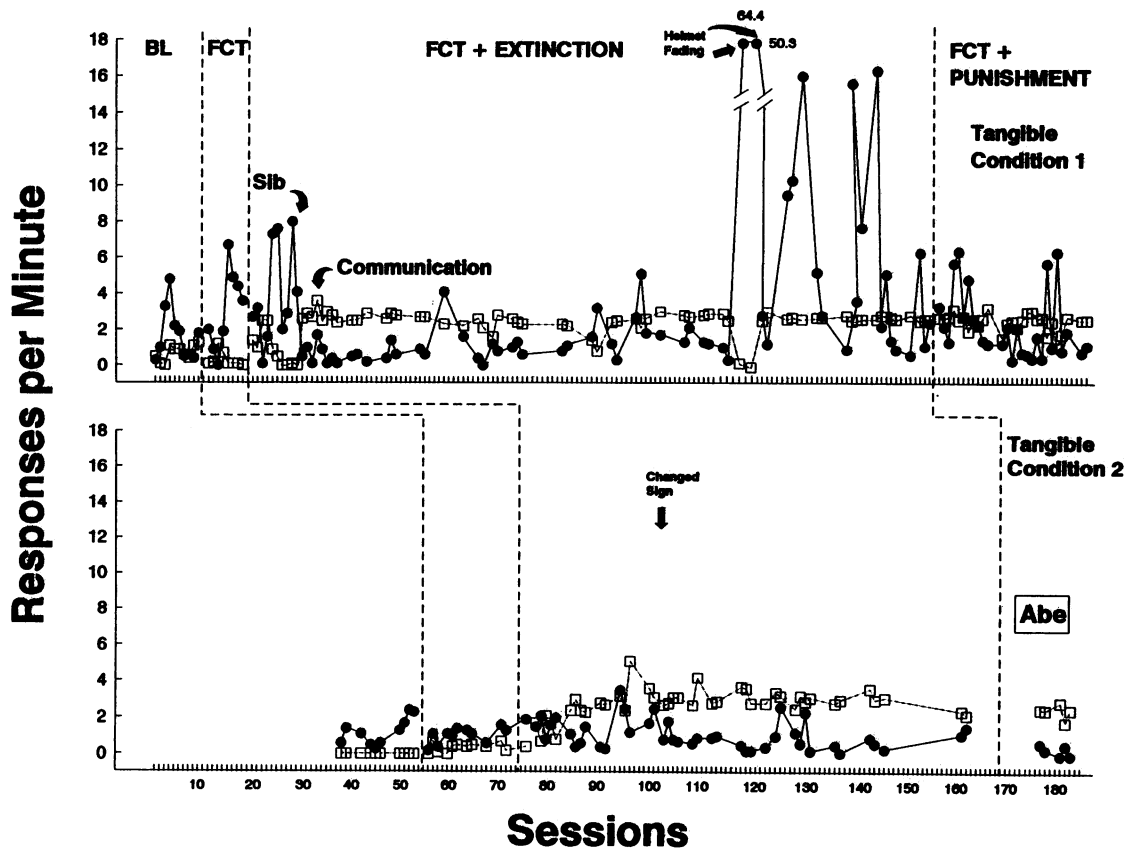 64.4
Helmet
Fading
50.3
BL
FCT
FCT + EXTINCTION
FCT +
PUNISHMENT
Tangible
Condition 1
Sib
Communication
18
16
14
12
10
8
6
4
2
0
Responses per Minute
18
16
14
12
10
8
6
4
2
0
Tangible
Condition 2
Changed
Sign
Abe
10 20 30 40 50 60 70 80 90 100 110 120 130 140 150 160 170 180
Sessions